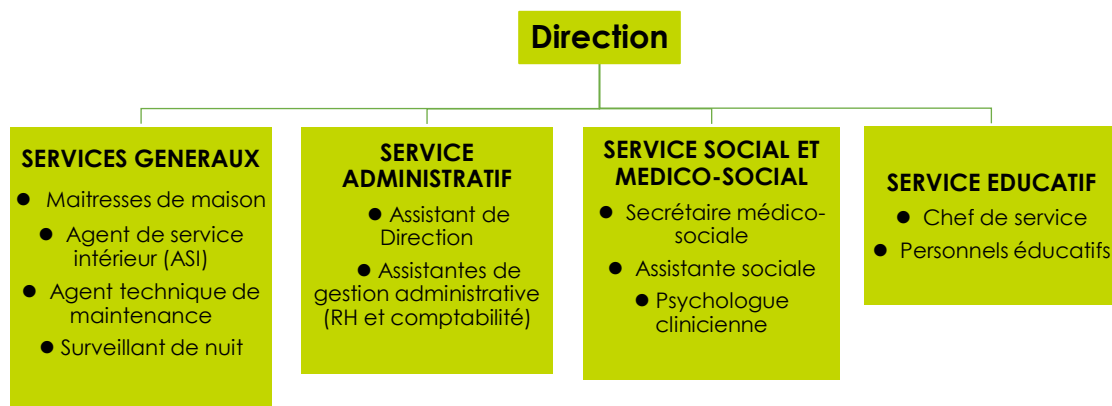 Direction
SERVICES GENERAUX
● Maitresses de maison
● Agent de service
intérieur (ASI)
● Agent technique de
maintenance
● Surveillant de nuit
SERVICE
ADMINISTRATIF
● Assistant de
Direction
● Assistantes de
gestion administrative
(RH et comptabilité)
SERVICE SOCIAL ET
MEDICO-SOCIAL
● Secrétaire médico-
sociale
● Assistante sociale
● Psychologue
clinicienne
SERVICE EDUCATIF
● Chef de service
● Personnels éducatifs